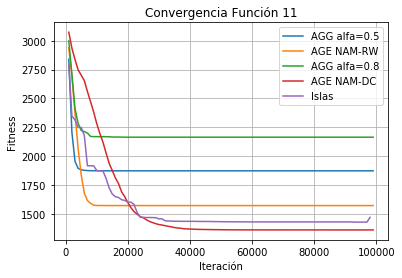 Convergencia Función 11
AGG alfa=0.5
AGE NAM-RW
AGG alfa=0.8
AGE NAM-DC
Islas
Fitness
3000
2750
2500
2250
2000
1750
1500
0 20000 40000 60000 80000 100000
Iteración